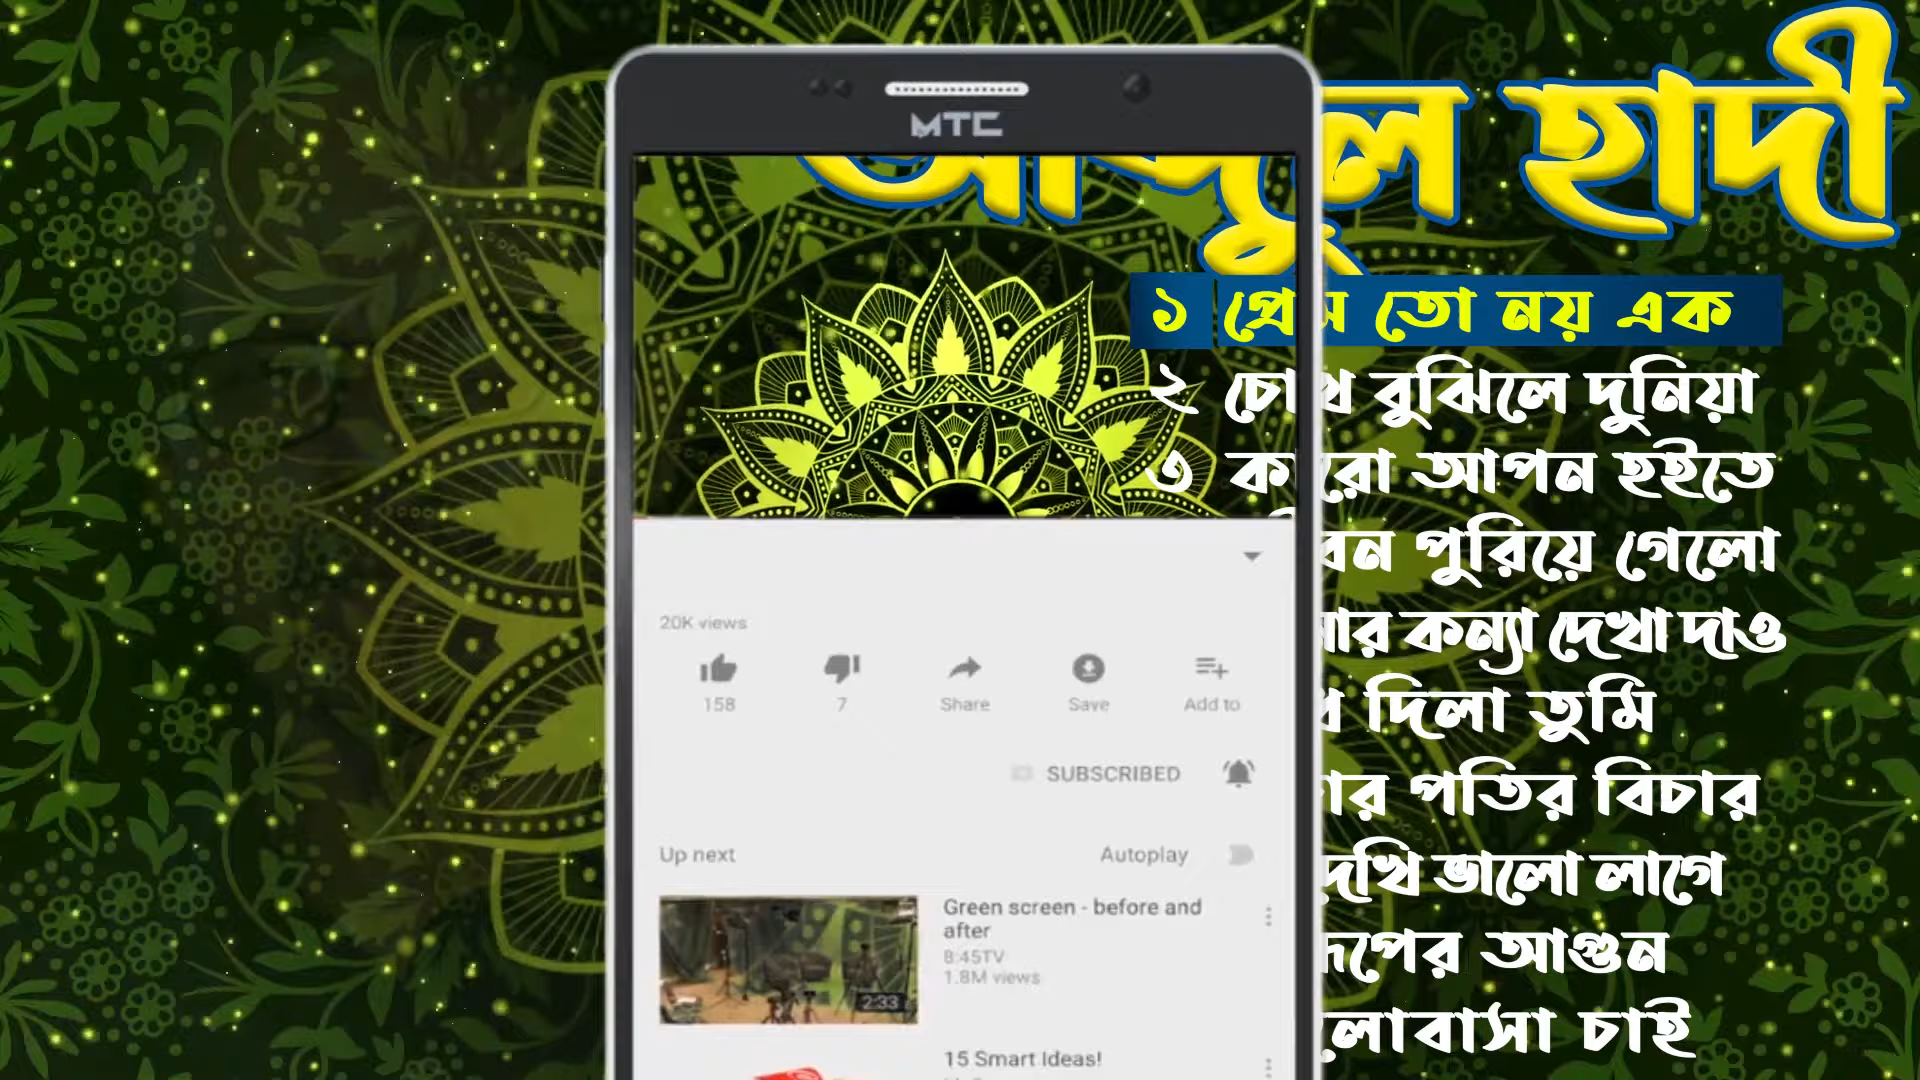 MTC
হাদী
১ প্রেম তো নয় এক
২ চোখ বুঝিলে দুনিয়া
৩ কারো আপন হইতে
পুরিয়ে গেলো
কন্যা দেখা দাও
দিলা তুমি
পতির বিচার
ভালো লাগে
রূপের আগুন
চাই
20K views
158
7
Share
Save
Add to
SUBSCRIBED
Up next
Autoplay
Green screen - before and
after
8:45TV
1.8M views
2:33
15 Smart Ideas!